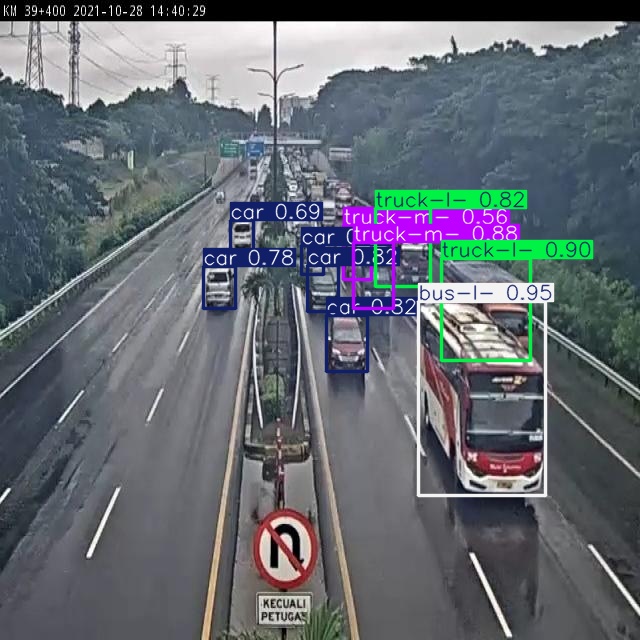 KM 39+400 2021-10-28 14:40:29
truck-l- 0.82
car 0.69
truck-m- 0.56
truck-m- 0.88
car 0.78
car 0.82
truck-l- 0.90
bus-l- 0.95
car 0.82
KECUALI
PETUGAS